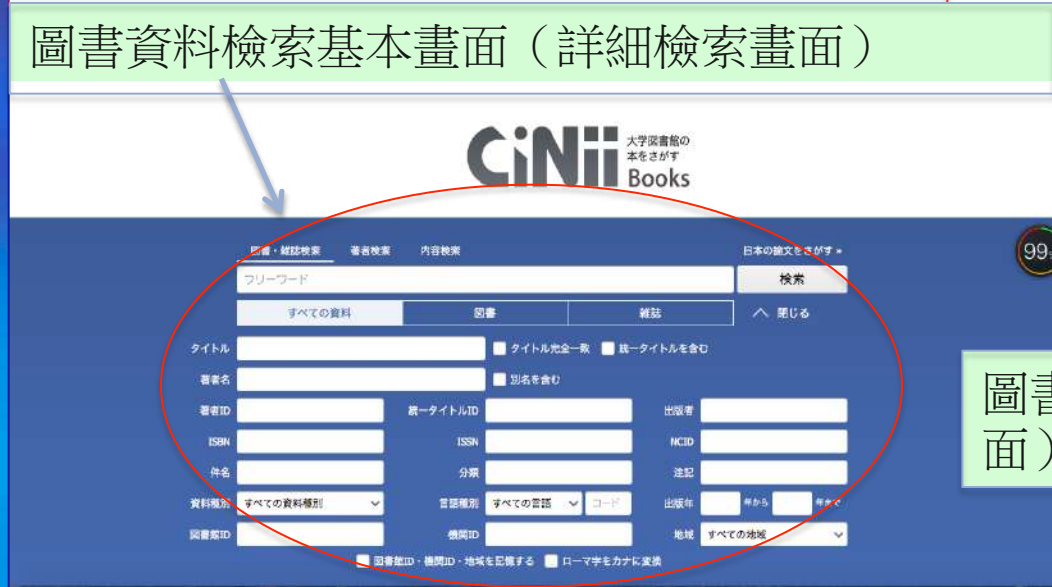 圖書資料檢索基本畫面（詳細檢索畫面）
CiNii 大学図書館の
本をさがす
Books
図書・雑誌検索 著者検索 内容検索 日本の論文をさがす »
フリーワード 検索
すべての資料 図書 雑誌 閉じる
タイトル タイトル完全一致 統一タイトルを含む
著者名 別名を含む
著者ID 統一タイトルID 出版者
ISBN ISSN NCID
件名 分類 注記
資料種別 すべての資料種別 言語種別 すべての言語 コード 出版年 年から 年まで
図書館ID 機関ID 地域 すべての地域
図書館ID・機関ID・地域を記憶する ローマ字をカナに変換
99
圖書
面）